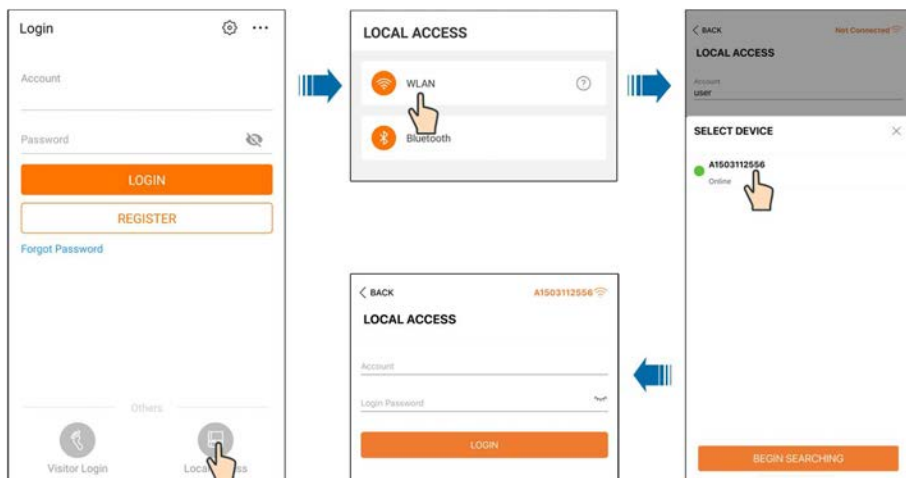 Login
Account
Password
LOGIN
REGISTER
Forgot Password
Others
Visitor Login
LOCAL ACCESS
WLAN
Bluetooth
BACK
Not Connected
LOCAL ACCESS
Account
user
SELECT DEVICE
A1503112556
Online
BEGIN SEARCHING
BACK
A1503112556
LOCAL ACCESS
Account
Login Password
LOGIN